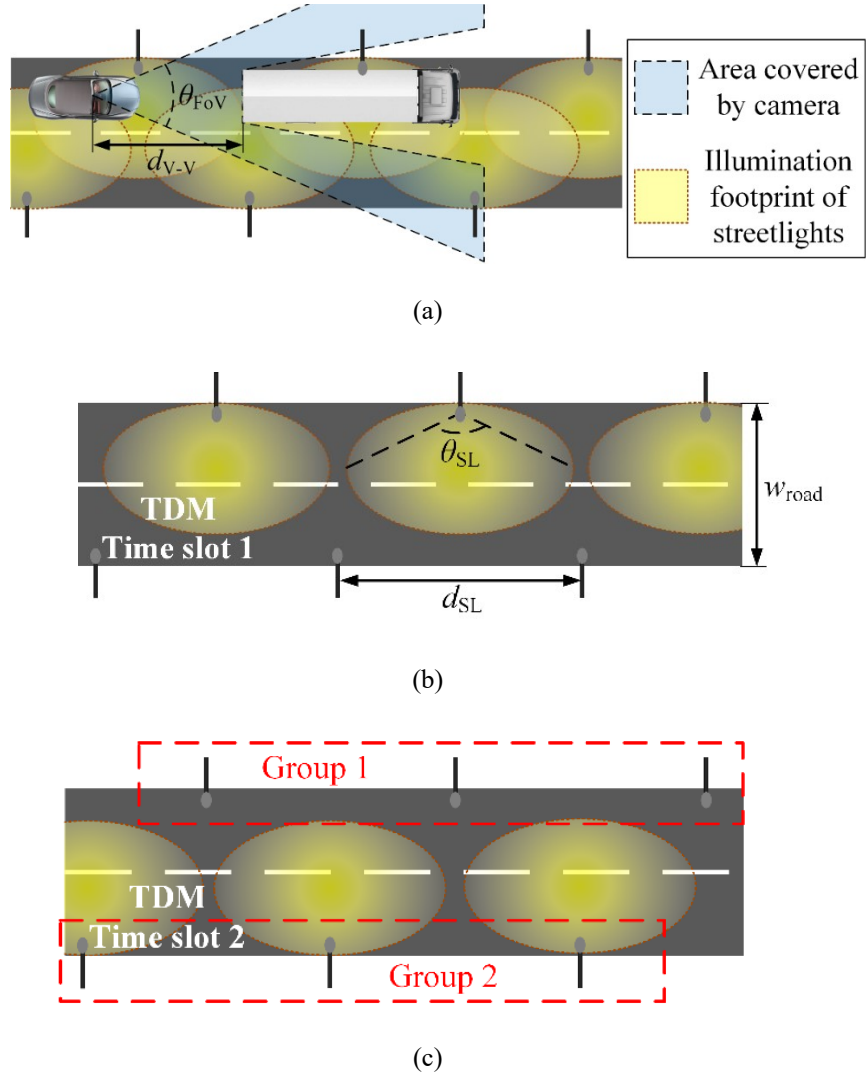 θFoV
dV-V
Area covered
by camera
Illumination
footprint of
streetlights
(a)
θSL
wroad
TDM
Time slot 1
dSL
(b)
Group 1
TDM
Time slot 2
Group 2
(c)